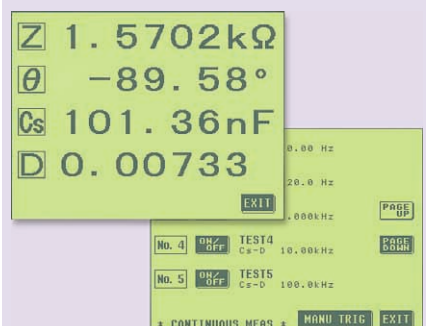 Z 1.5702kΩ
θ -89.58°
Cs 101.36nF
D 0.00733
EXIT
0.00 Hz
20.0 Hz
.000kHz
PAGE UP
No. 4 ON/OFF TEST4
Cs-D 10.00kHz
PAGE DOWN
No. 5 ON/OFF TEST5
Cs-D 100.0kHz
* CONTINUOUS MEAS * MANU TRIG EXIT